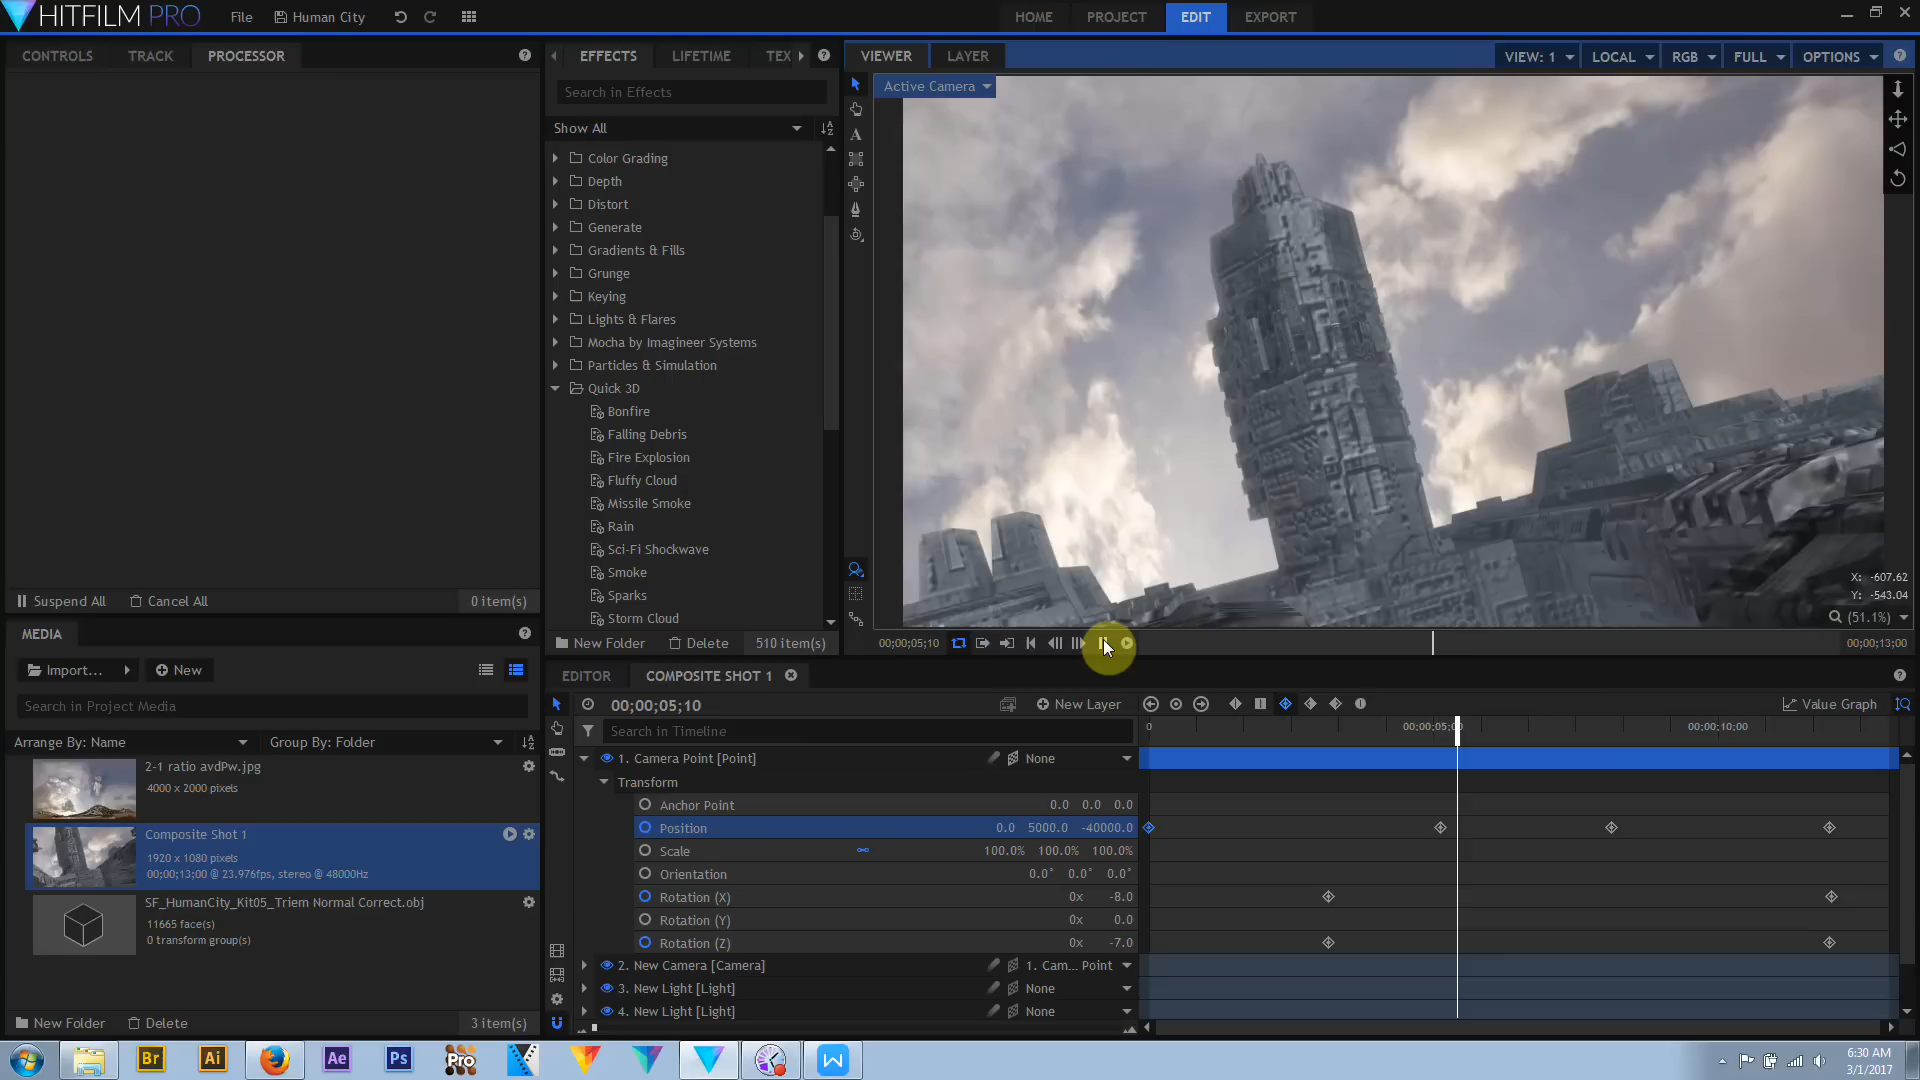 HITFILM PRO
File
Human City
HOME
PROJECT
EDIT
EXPORT
CONTROLS
TRACK
PROCESSOR
EFFECTS
LIFETIME
TEX
VIEWER
LAYER
VIEW: 1
LOCAL
RGB
FULL
OPTIONS
Search in Effects
Active Camera
Show All
Color Grading
Depth
Distort
Generate
Gradients & Fills
Grunge
Keying
Lights & Flares
Mocha by Imagineer Systems
Particles & Simulation
Quick 3D
Bonfire
Falling Debris
Fire Explosion
Fluffy Cloud
Missile Smoke
Rain
Sci-Fi Shockwave
Smoke
Sparks
Storm Cloud
X: -607.62
Y: -543.04
(51.1%)
Suspend All
Cancel All
0 item(s)
New Folder
Delete
510 item(s)
00;00;05;10
00;00;13;00
MEDIA
Import...
New
Search in Project Media
Arrange By: Name
Group By: Folder
2-1 ratio avdPw.jpg
4000 x 2000 pixels
Composite Shot 1
1920 x 1080 pixels
00;00;13;00 @ 23.976fps, stereo @ 48000Hz
SF_HumanCity_Kit05_Triem Normal Correct.obj
11665 face(s)
0 transform group(s)
New Folder
Delete
3 item(s)
EDITOR
COMPOSITE SHOT 1
00;00;05;10
New Layer
Value Graph
Search in Timeline
0
00;00;10;00
1. Camera Point [Point]
None
Transform
Anchor Point
0.0 0.0 0.0
Position
0.0 5000.0 -40000.0
Scale
100.0% 100.0% 100.0%
Orientation
0.0° 0.0° 0.0°
Rotation (X)
0x -8.0
Rotation (Y)
0x 0.0
Rotation (Z)
0x -7.0
2. New Camera [Camera]
1. Cam... Point
3. New Light [Light]
None
4. New Light [Light]
None
Br
Ai
Ae
Ps
Pro
6:30 AM
3/1/2017